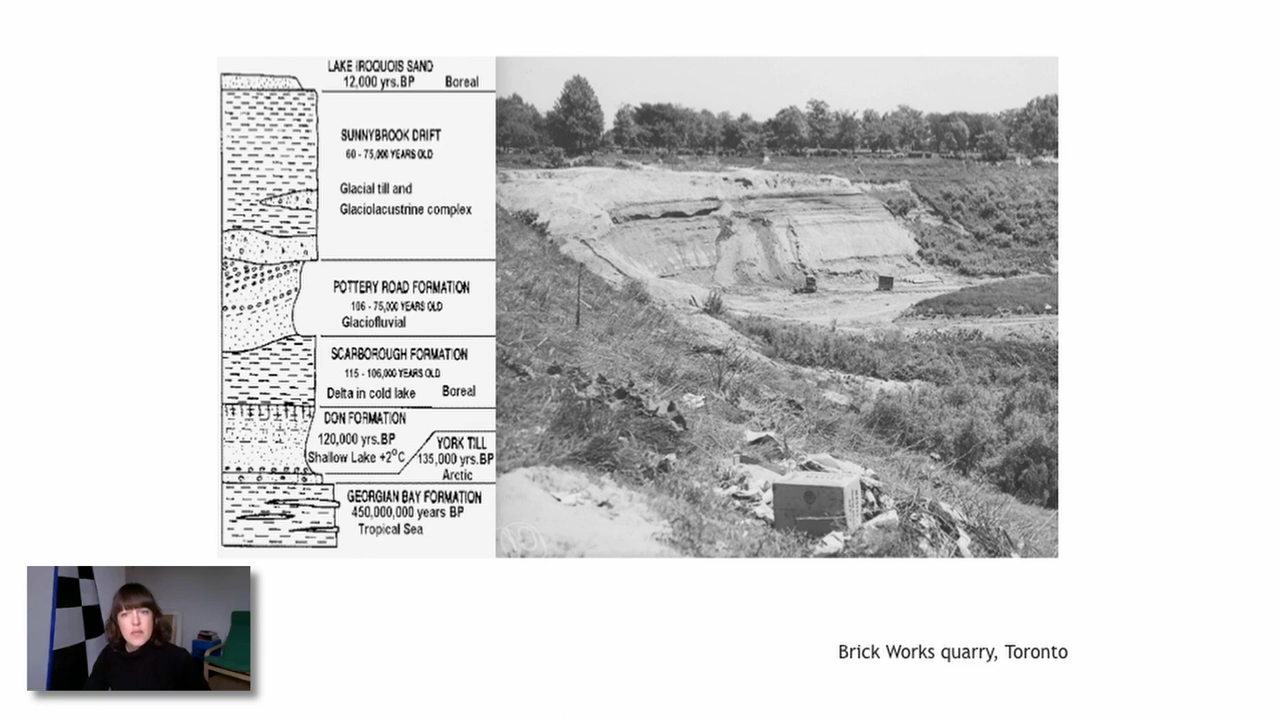 LAKE IROQUOIS SAND
12,000 yrs.BP Boreal
SUNNYBROOK DRIFT
60 - 75,000 YEARS OLD
Glacial till and
Glaciolacustrine complex
POTTERY ROAD FORMATION
106 - 75,000 YEARS OLD
Glaciofluvial
SCARBOROUGH FORMATION
115 - 106,000 YEARS OLD
Delta in cold lake Boreal
DON FORMATION
120,000 yrs.BP
Shallow Lake +2°C
YORK TILL
135,000 yrs.BP
Arctic
GEORGIAN BAY FORMATION
450,000,000 years BP
Tropical Sea
Brick Works quarry, Toronto